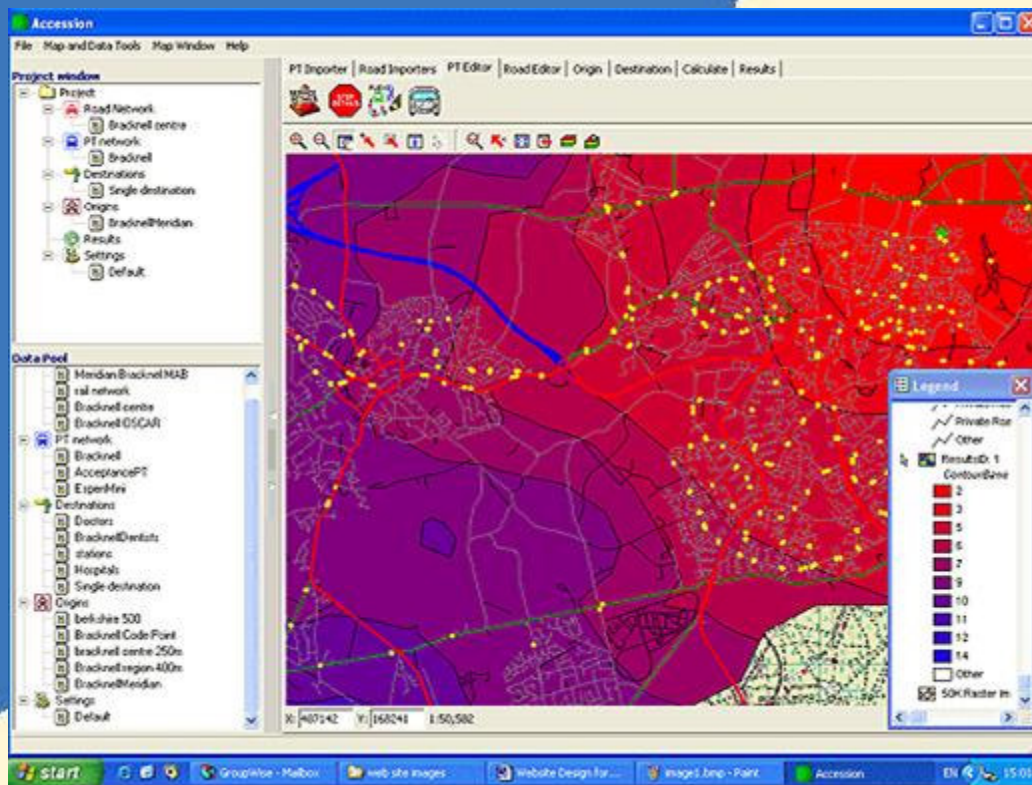 Accession
File Map and Data Tools Map Window Help
Project window
Project
Road Network
Bracknell centre
PT network
Bracknell
Destinations
Single destination
Origins
BracknellMeridian
Results
Settings
Default
Data Pool
Meridian Bracknell MAB
rail network
Bracknell centre
Bracknell OSCAR
PT network
Bracknell
AcceptancePT
EspenMini
Destinations
Doctors
BracknellDentists
stations
Hospitals
Single destination
Origins
berkshire 500
Bracknell Code Point
bracknell centre 250m
Bracknell region 400m
BracknellMeridian
Settings
Default
PT Importer Road Importers PT Editor Road Editor Origin Destination Calculate Results
STOP DETAILS
Legend
Private Roa
Other
ResultsID: 1
ContourBase
2
3
5
6
7
9
10
11
12
14
Other
50K Raster Im
X: 487142 Y: 168241 1:50,582
start GroupWise - Mailbox web site images Website Design for... image1.bmp - Paint Accession EN 15:01